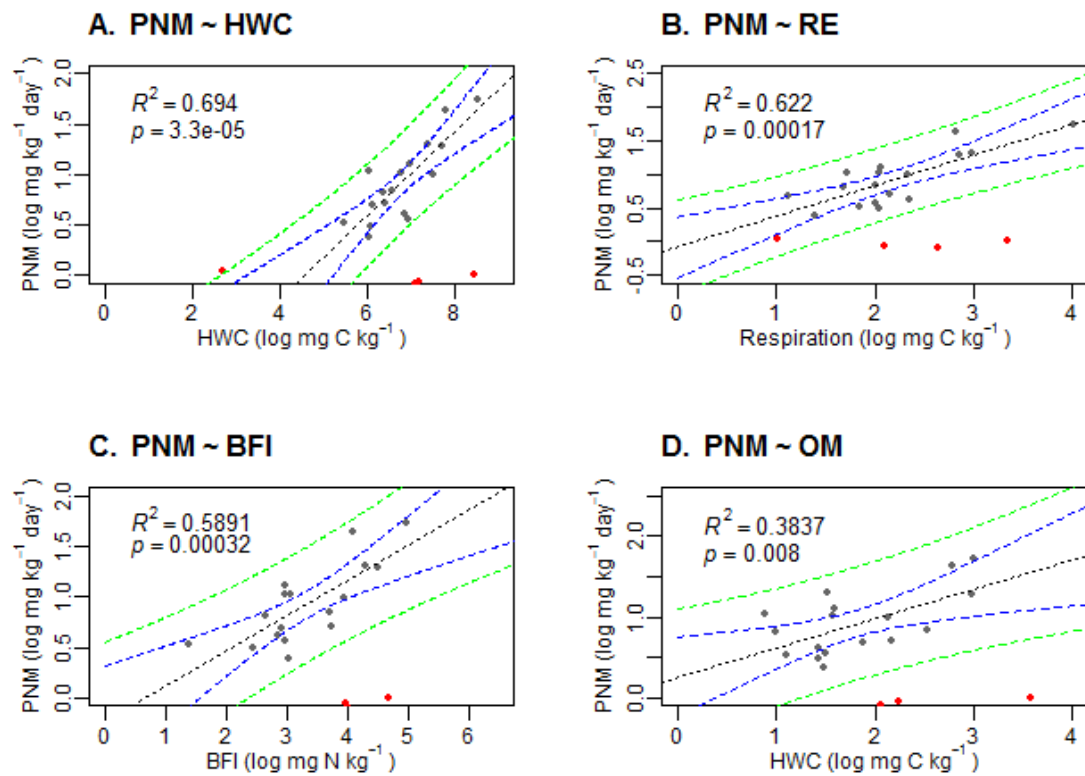 A. PNM ~ HWC
R² = 0.694
p = 3.3e-05
PNM (log mg kg⁻¹ day⁻¹)
0.0 0.5 1.0 1.5 2.0
0 2 4 6 8
HWC (log mg C kg⁻¹ )
B. PNM ~ RE
R² = 0.622
p = 0.00017
PNM (log mg kg⁻¹ day⁻¹)
-0.5 0.5 1.5 2.5
0 1 2 3 4
Respiration (log mg C kg⁻¹ )
C. PNM ~ BFI
R² = 0.5891
p = 0.00032
PNM (log mg kg⁻¹ day⁻¹)
0.0 0.5 1.0 1.5 2.0
0 1 2 3 4 5 6
BFI (log mg N kg⁻¹ )
D. PNM ~ OM
R² = 0.3837
p = 0.008
PNM (log mg kg⁻¹ day⁻¹)
0.0 1.0 2.0
0 1 2 3 4
HWC (log mg C kg⁻¹ )